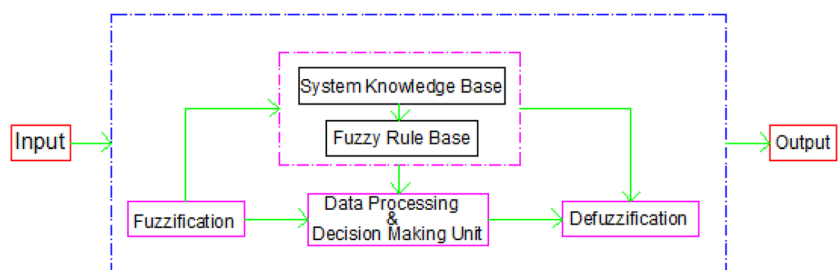 System Knowledge Base
Input
Fuzzy Rule Base
Output
Fuzzification
Data Processing
&
Decision Making Unit
Defuzzification